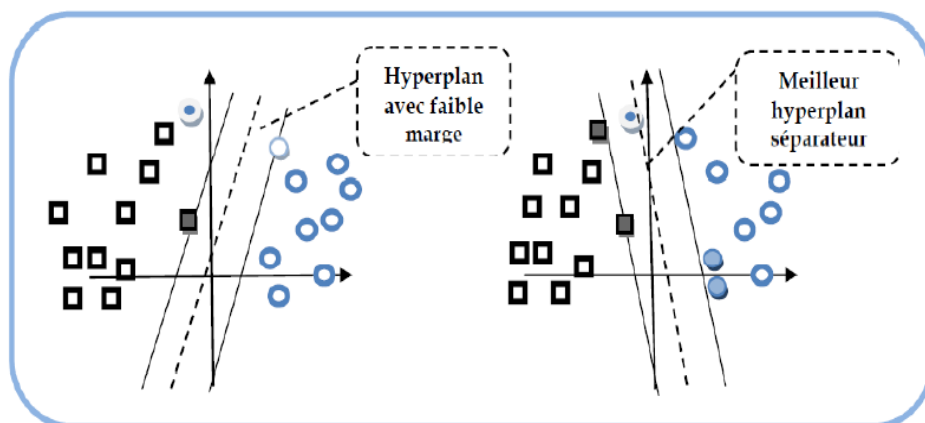 Hyperplan
avec faible
marge
Meilleur
hyperplan
séparateur